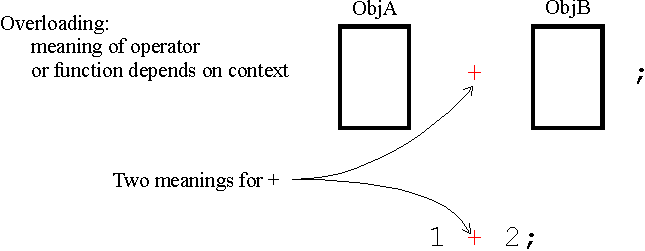 Overloading:
meaning of operator
or function depends on context
ObjA
ObjB
+
;
Two meanings for +
1 + 2;